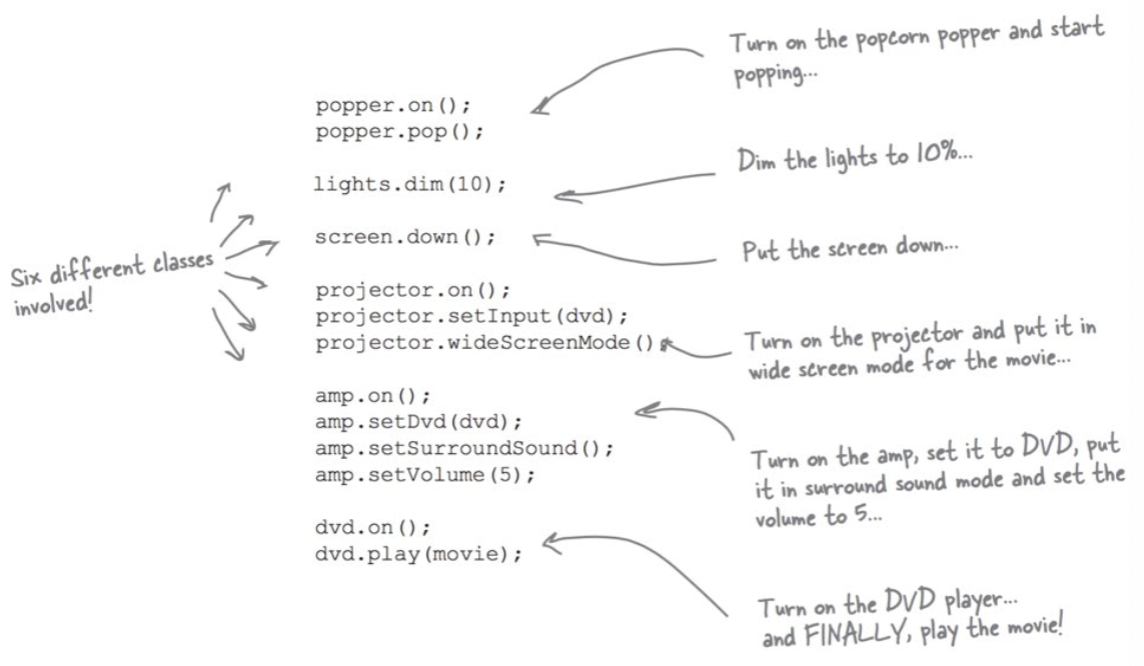 Turn on the popcorn popper and start
popping...
popper.on();
popper.pop();
Dim the lights to 10%...
lights.dim(10);
screen.down();
Put the screen down...
Six different classes
involved!
projector.on();
projector.setInput(dvd);
projector.wideScreenMode();
Turn on the projector and put it in
wide screen mode for the movie...
amp.on();
amp.setDvd(dvd);
amp.setSurroundSound();
amp.setVolume(5);
Turn on the amp, set it to DVD, put
it in surround sound mode and set the
volume to 5...
dvd.on();
dvd.play(movie);
Turn on the DVD player...
and FINALLY, play the movie!